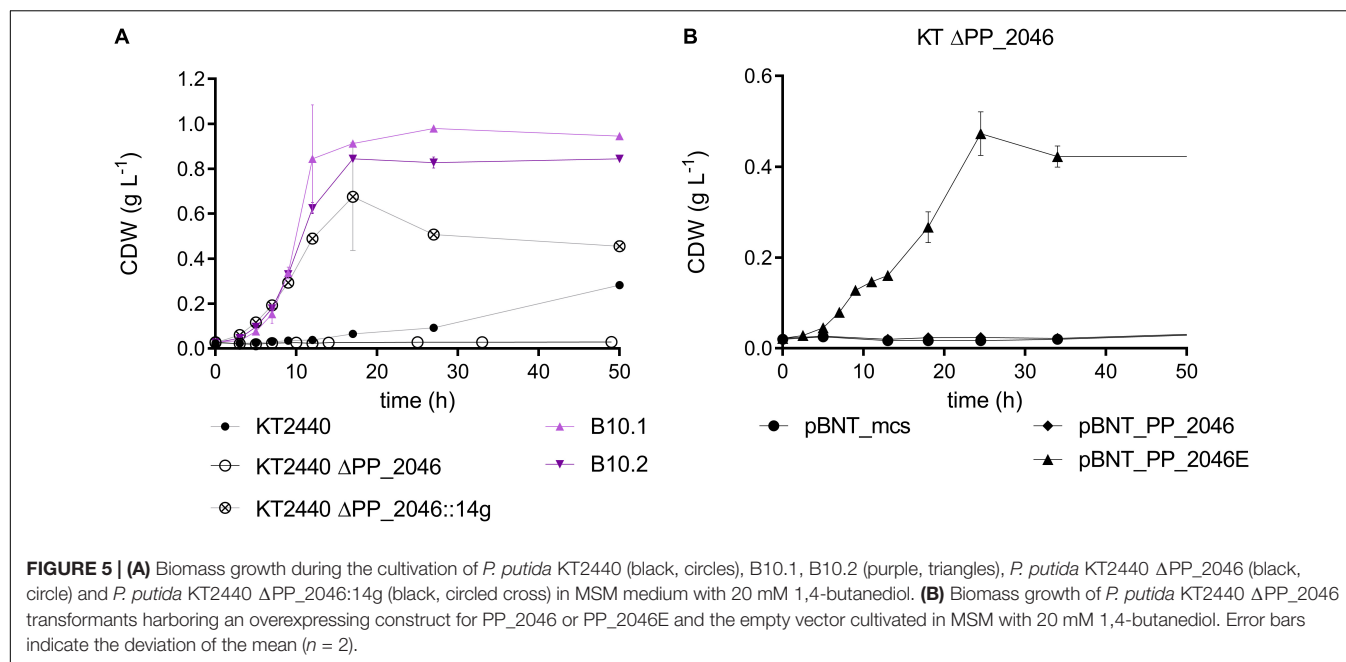 A
B
KT ΔPP_2046
1.2
1.0
0.8
0.6
0.4
0.2
0.0
CDW (g L⁻¹)
0 10 20 30 40 50
time (h)
0.6
0.4
0.2
0.0
CDW (g L⁻¹)
0 10 20 30 40 50
time (h)
KT2440
KT2440 ΔPP_2046
KT2440 ΔPP_2046::14g
B10.1
B10.2
pBNT_mcs
pBNT_PP_2046
pBNT_PP_2046E
FIGURE 5 | (A) Biomass growth during the cultivation of P. putida KT2440 (black, circles), B10.1, B10.2 (purple, triangles), P. putida KT2440 ΔPP_2046 (black,
circle) and P. putida KT2440 ΔPP_2046:14g (black, circled cross) in MSM medium with 20 mM 1,4-butanediol. (B) Biomass growth of P. putida KT2440 ΔPP_2046
transformants harboring an overexpressing construct for PP_2046 or PP_2046E and the empty vector cultivated in MSM with 20 mM 1,4-butanediol. Error bars
indicate the deviation of the mean (n = 2).